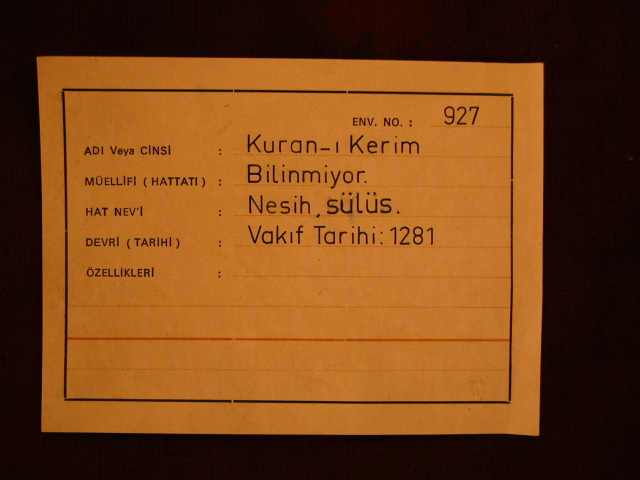 ENV. NO. : 927
ADI Veya CİNSİ : Kuran-ı Kerim
MÜELLİFİ ( HATTATI ) : Bilinmiyor.
HAT NEV'İ : Nesih, sülüs.
DEVRİ ( TARİHİ ) : Vakıf Tarihi: 1281
ÖZELLİKLERİ :